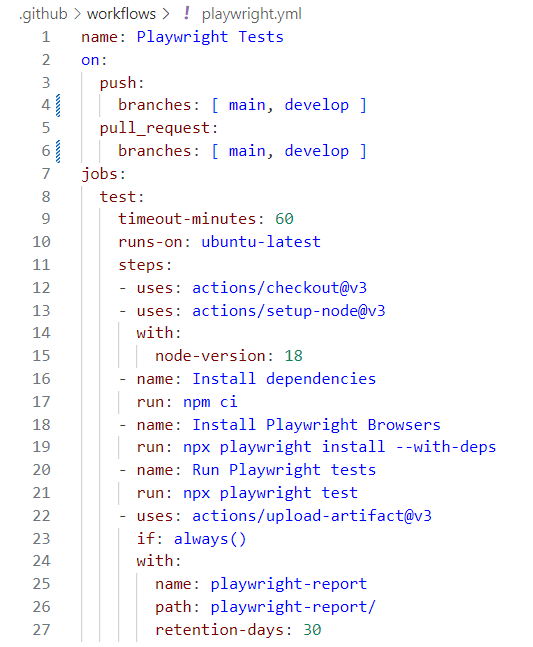 .github > workflows > ! playwright.yml
1 name: Playwright Tests
2 on:
3   push:
4     branches: [ main, develop ]
5   pull_request:
6     branches: [ main, develop ]
7 jobs:
8   test:
9     timeout-minutes: 60
10     runs-on: ubuntu-latest
11     steps:
12     - uses: actions/checkout@v3
13     - uses: actions/setup-node@v3
14       with:
15         node-version: 18
16     - name: Install dependencies
17       run: npm ci
18     - name: Install Playwright Browsers
19       run: npx playwright install --with-deps
20     - name: Run Playwright tests
21       run: npx playwright test
22     - uses: actions/upload-artifact@v3
23       if: always()
24       with:
25         name: playwright-report
26         path: playwright-report/
27         retention-days: 30